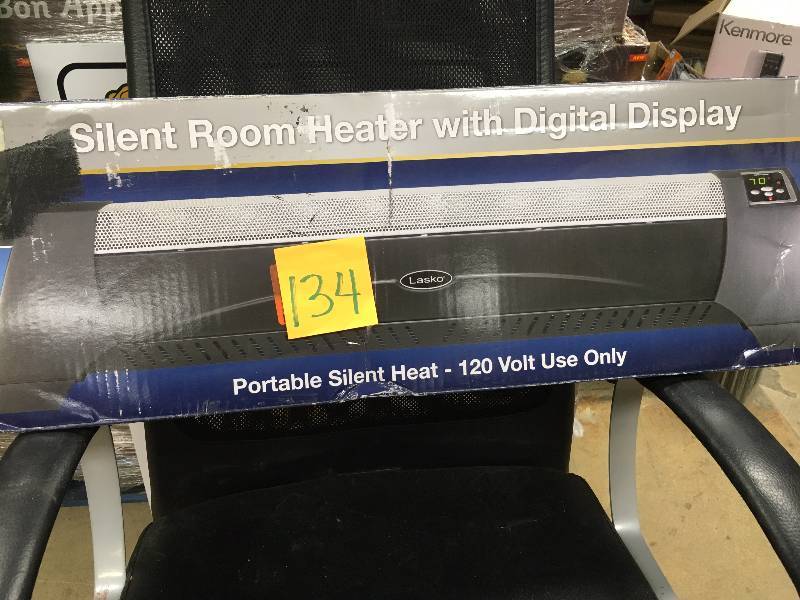 Bon App
Kenmore
Silent Room Heater with Digital Display
70
Lasko
134
Portable Silent Heat - 120 Volt Use Only